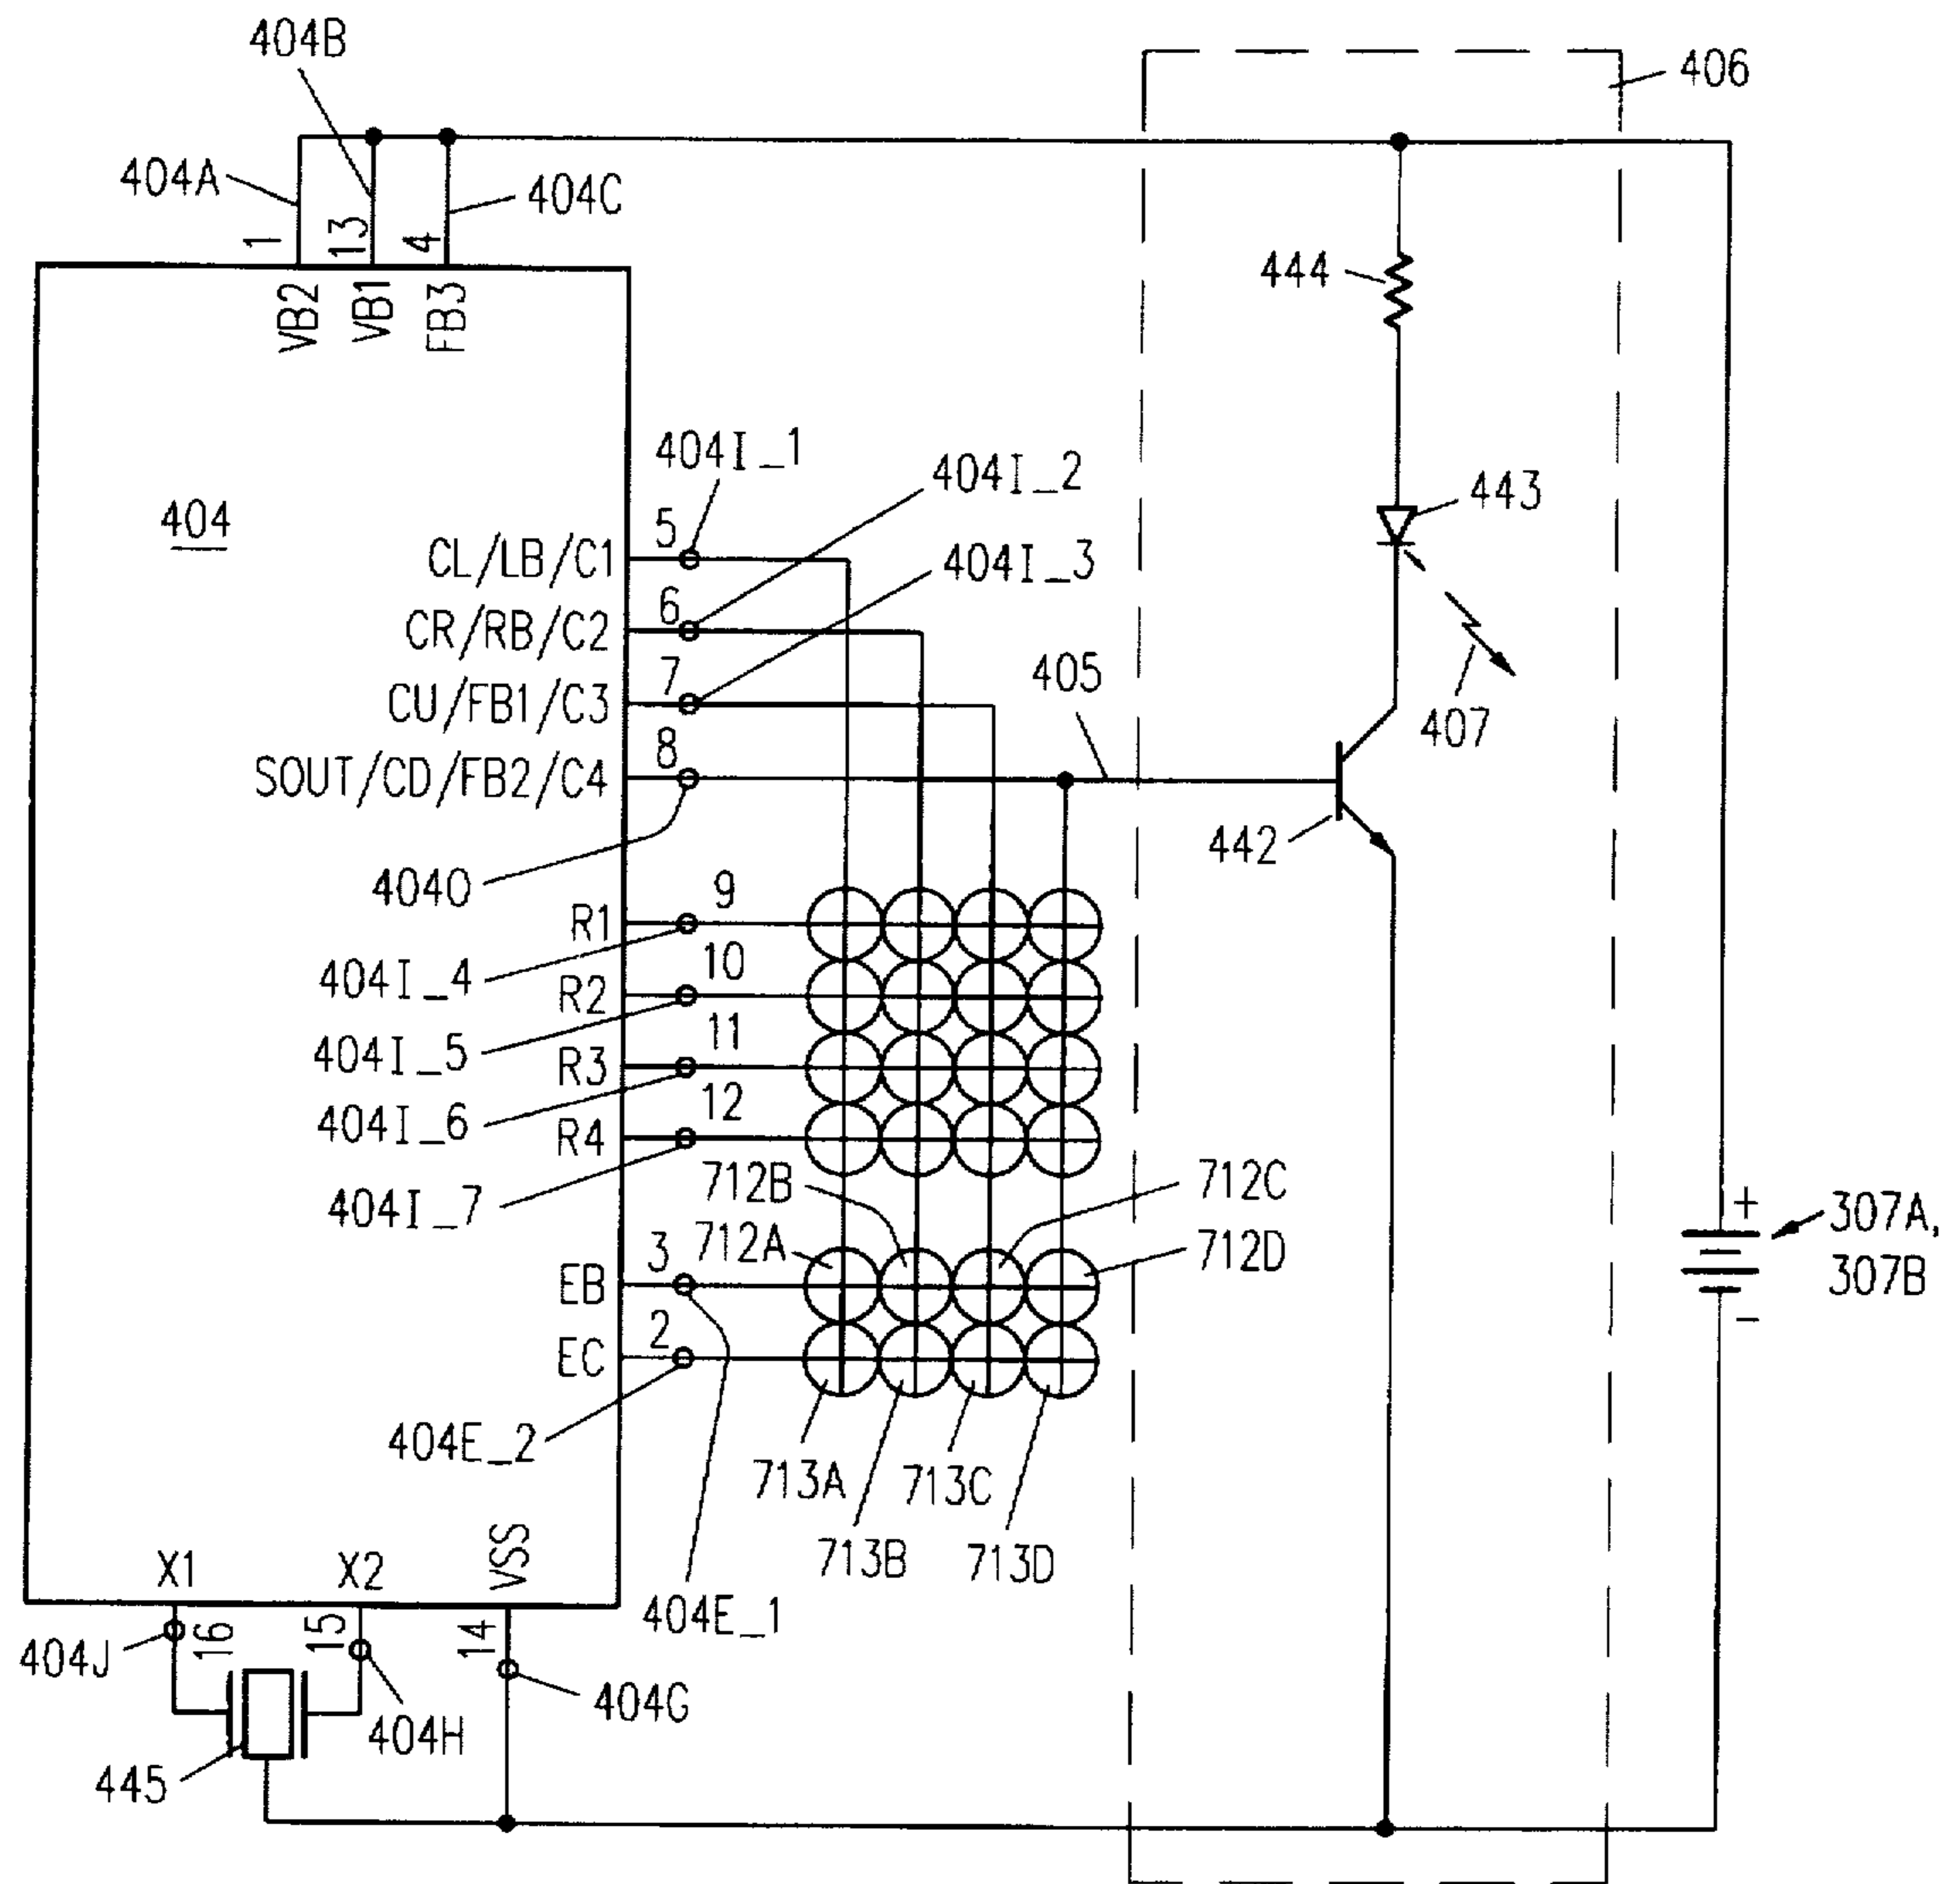 404B
406
404A
404C
1
13
4
VB2
VB1
FB3
444
443
404I_1
404I_2
404
5
CL/LB/C1
404I_3
6
CR/RB/C2
7
CU/FB1/C3
405
407
8
SOUT/CD/FB2/C4
442
404O
9
R1
404I_4
10
R2
404I_5
11
R3
404I_6
12
R4
404I_7
712B
712C
712A
712D
+
307A,
307B
-
3
EB
2
EC
404E_2
713A
713C
713B
713D
404E_1
X1
X2
VSS
16
15
14
404J
404H
404G
445